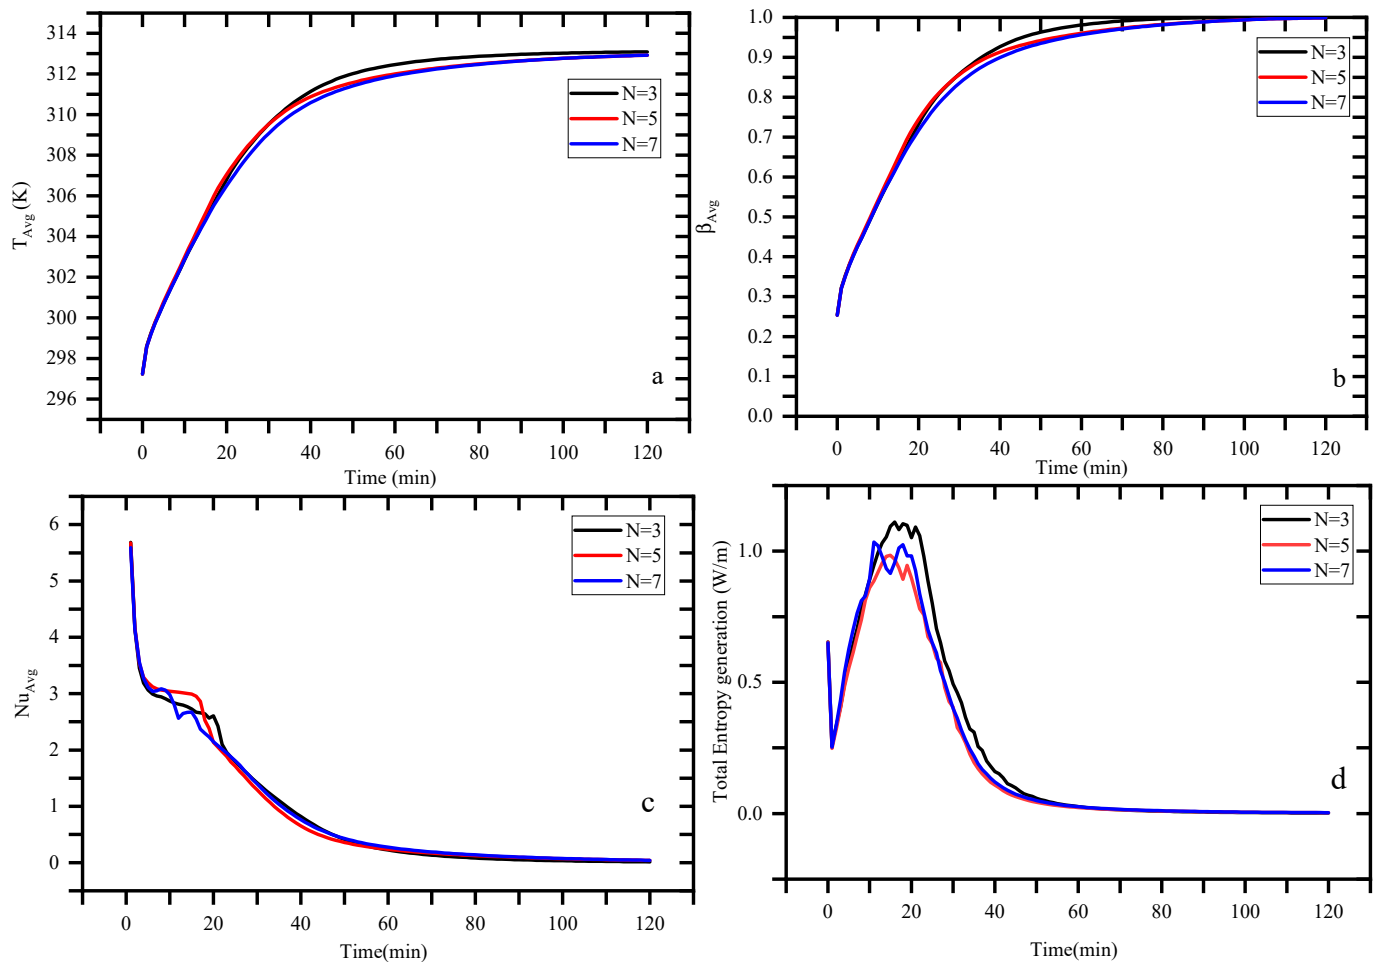 314
312
310
308
306
304
302
300
298
296
T_Avg (K)
N=3
N=5
N=7
a
0 20 40 60 80 100 120
Time (min)
1.0
0.9
0.8
0.7
0.6
0.5
0.4
0.3
0.2
0.1
0.0
β_Avg
N=3
N=5
N=7
b
0 20 40 60 80 100 120
Time (min)
6
5
4
3
2
1
0
Nu_Avg
N=3
N=5
N=7
c
0 20 40 60 80 100 120
Time(min)
1.0
0.5
0.0
Total Entropy generation (W/m)
N=3
N=5
N=7
d
0 20 40 60 80 100 120
Time(min)